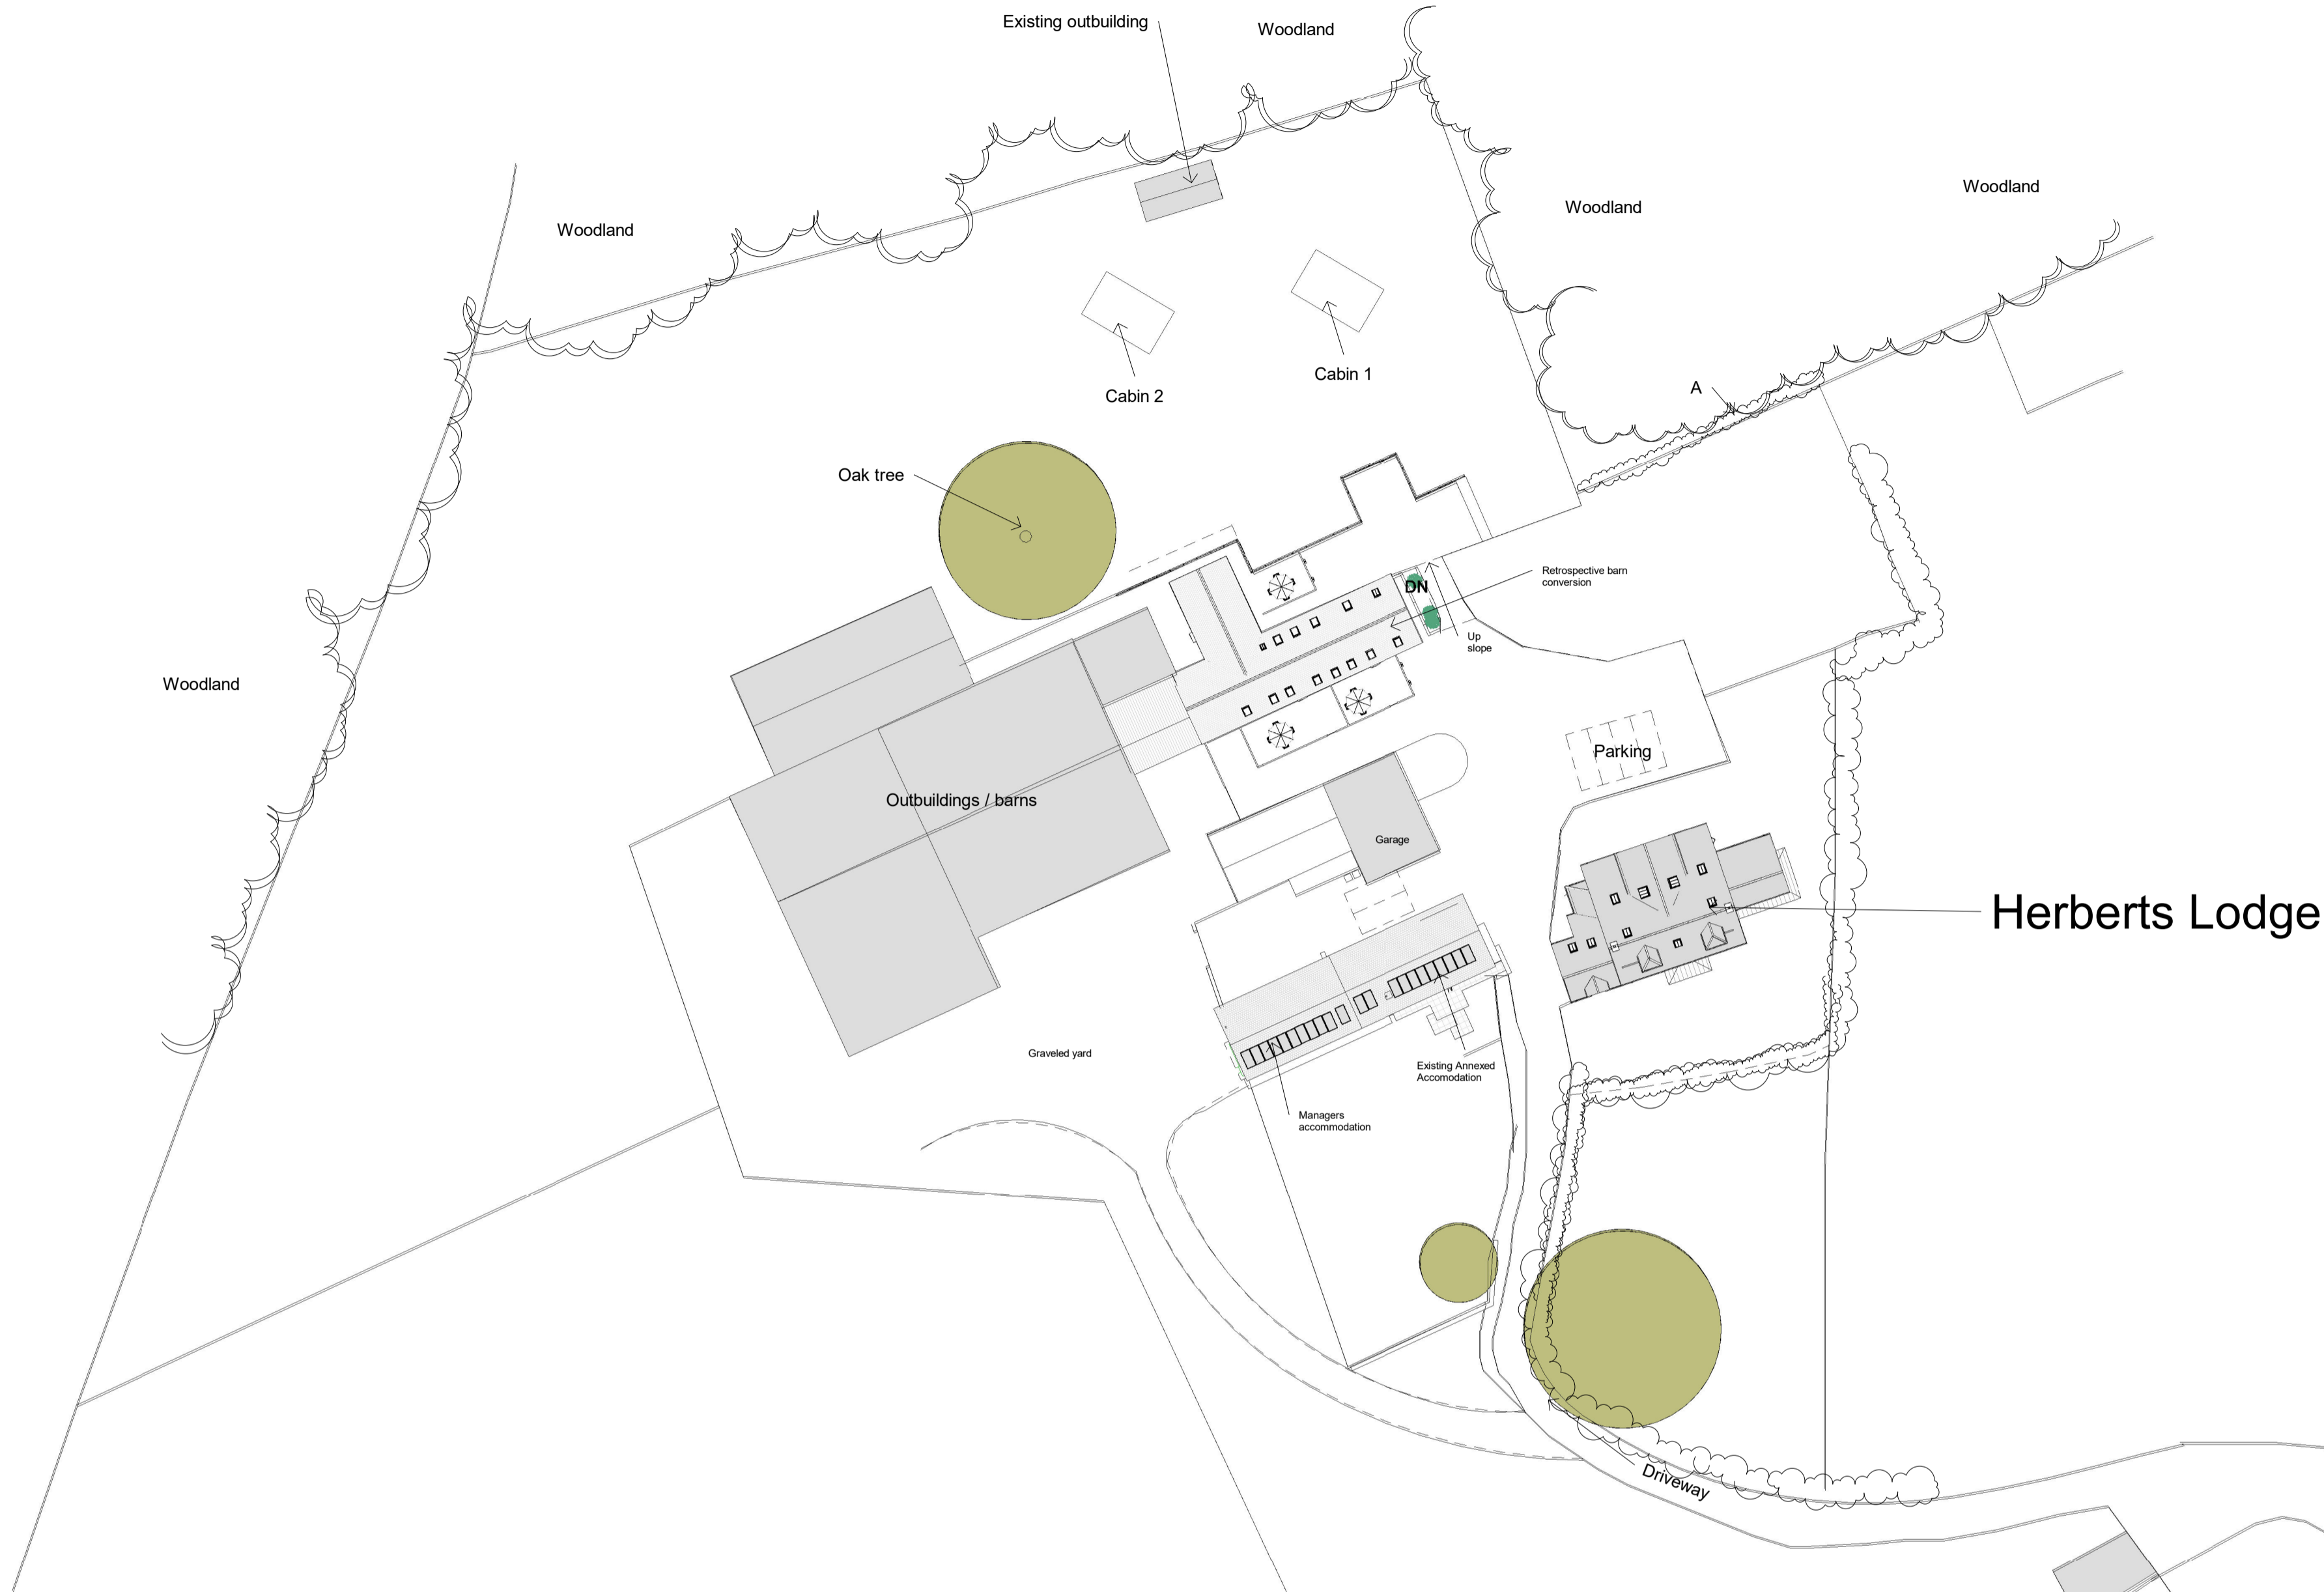 Existing outbuilding
Woodland
Woodland
Woodland
Woodland
Cabin 1
Cabin 2
A
Oak tree
Retrospective barn
conversion
DN
Up
slope
Woodland
Parking
Outbuildings / barns
Garage
Herberts Lodge
Graveled yard
Existing Annexed
Accomodation
Managers
accommodation
Driveway